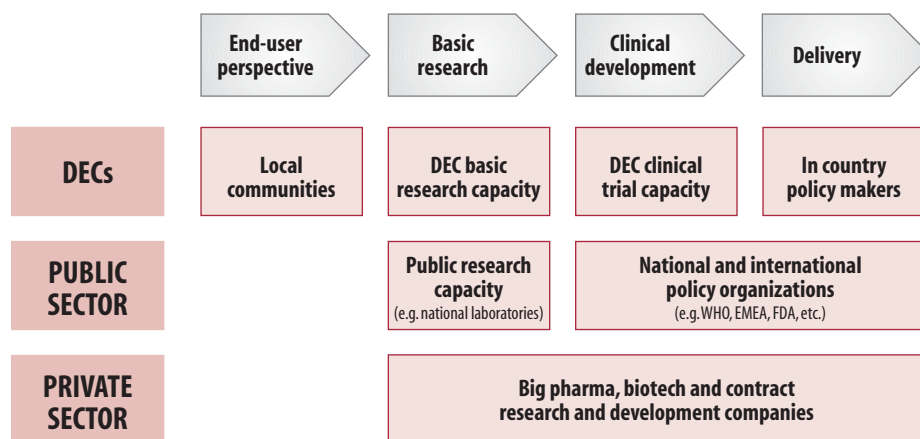 End-user
perspective
Basic
research
Clinical
development
Delivery
DECs
Local
communities
DEC basic
research capacity
DEC clinical
trial capacity
In country
policy makers
PUBLIC
SECTOR
Public research
capacity
(e.g. national laboratories)
National and international
policy organizations
(e.g. WHO, EMEA, FDA, etc.)
PRIVATE
SECTOR
Big pharma, biotech and contract
research and development companies